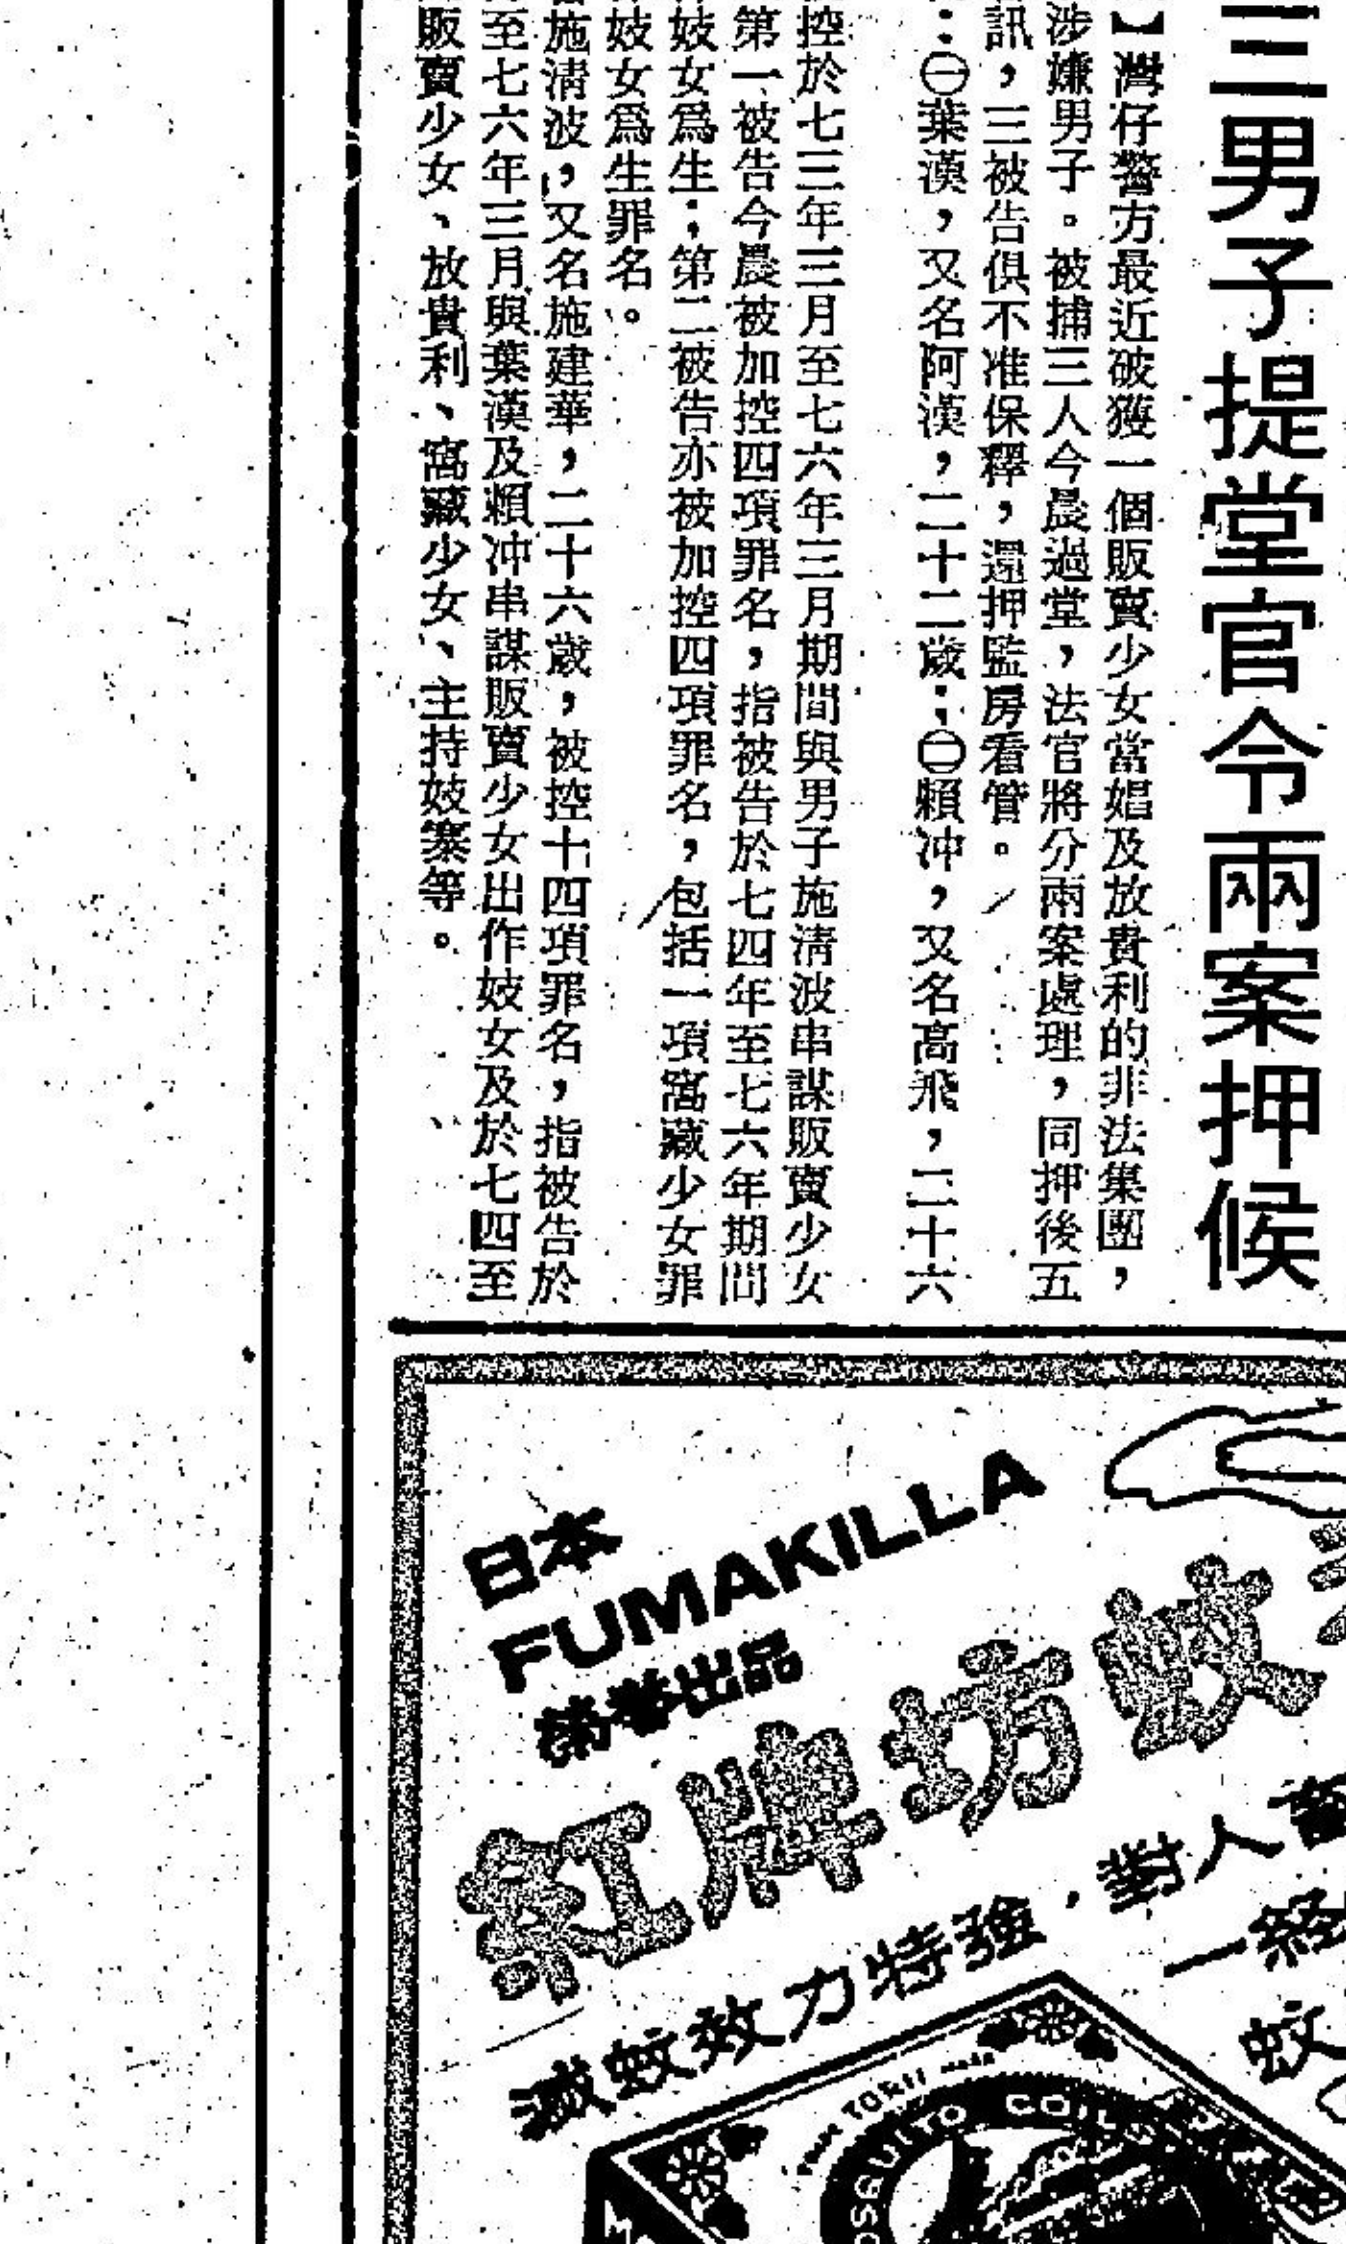 三男子提堂官令兩案押候
】灣仔警方最近破獲一個販賣少女當娼及放貴利的非法集團，
涉嫌男子。被捕三人今晨過堂，法官將分兩案處理，同押後五
訊，三被告俱不准保釋，還押監房看管。
：㊀葉漢，又名阿漢，二十二歲；㊁賴冲，又名高飛，二十六
控於七三年三月至七六年三月期間與男子施清波串謀販賣少女
第一被告今晨被加控四項罪名，指被告於七四年至七六年期間
妓女爲生；第二被告亦被加控四項罪名，包括一項窩藏少女罪
妓女爲生罪名。
施清波，又名施建華，二十六歲，被控十四項罪名，指被告於
至七六年三月與葉漢及賴冲串謀販賣少女出作妓女及於七四至
販賣少女、放貴利、窩藏少女、主持妓寨等。
日本
FUMAKILLA
榮譽出品
紅牌坊蚊
滅蚊效力特強，對人畜
一經
蚊
TORII
MOSQUITO COIL